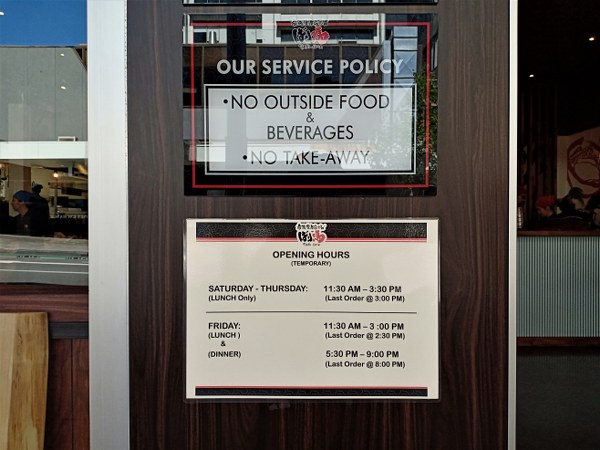 OUR SERVICE POLICY
•NO OUTSIDE FOOD
&
BEVERAGES
•NO TAKE-AWAY
OPENING HOURS
(TEMPORARY)
SATURDAY - THURSDAY: 11:30 AM – 3:30 PM
(LUNCH Only) (Last Order @ 3:00 PM)
FRIDAY: 11:30 AM – 3 :00 PM
(LUNCH ) (Last Order @ 2:30 PM)
&
(DINNER) 5:30 PM – 9:00 PM
(Last Order @ 8:00 PM)